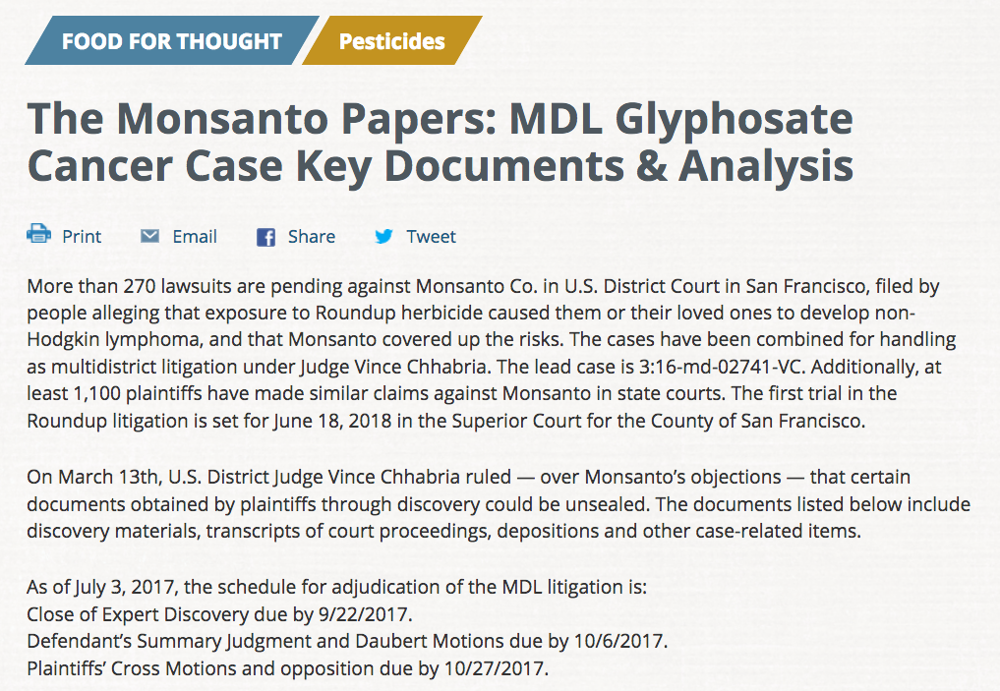 FOOD FOR THOUGHT Pesticides
The Monsanto Papers: MDL Glyphosate
Cancer Case Key Documents & Analysis
Print Email Share Tweet
More than 270 lawsuits are pending against Monsanto Co. in U.S. District Court in San Francisco, filed by
people alleging that exposure to Roundup herbicide caused them or their loved ones to develop non-
Hodgkin lymphoma, and that Monsanto covered up the risks. The cases have been combined for handling
as multidistrict litigation under Judge Vince Chhabria. The lead case is 3:16-md-02741-VC. Additionally, at
least 1,100 plaintiffs have made similar claims against Monsanto in state courts. The first trial in the
Roundup litigation is set for June 18, 2018 in the Superior Court for the County of San Francisco.
On March 13th, U.S. District Judge Vince Chhabria ruled — over Monsanto’s objections — that certain
documents obtained by plaintiffs through discovery could be unsealed. The documents listed below include
discovery materials, transcripts of court proceedings, depositions and other case-related items.
As of July 3, 2017, the schedule for adjudication of the MDL litigation is:
Close of Expert Discovery due by 9/22/2017.
Defendant’s Summary Judgment and Daubert Motions due by 10/6/2017.
Plaintiffs’ Cross Motions and opposition due by 10/27/2017.